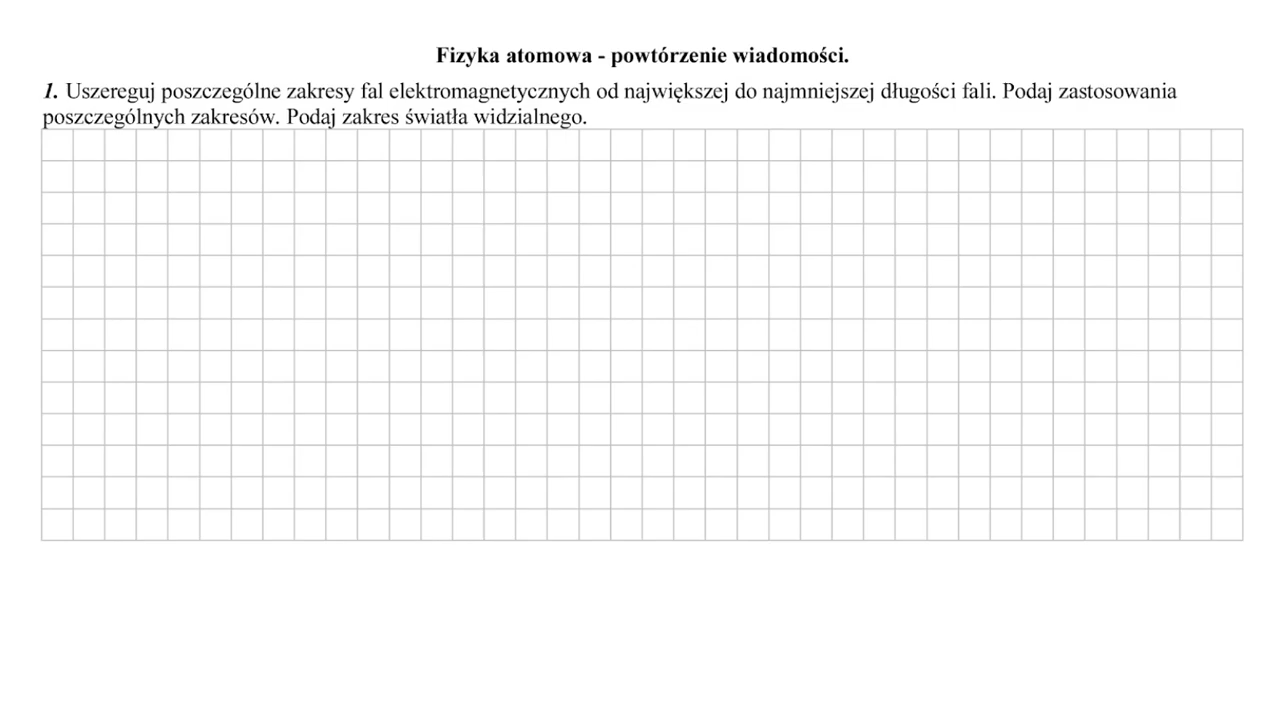 Fizyka atomowa - powtórzenie wiadomości.
1. Uszereguj poszczególne zakresy fal elektromagnetycznych od największej do najmniejszej długości fali. Podaj zastosowania
poszczególnych zakresów. Podaj zakres światła widzialnego.